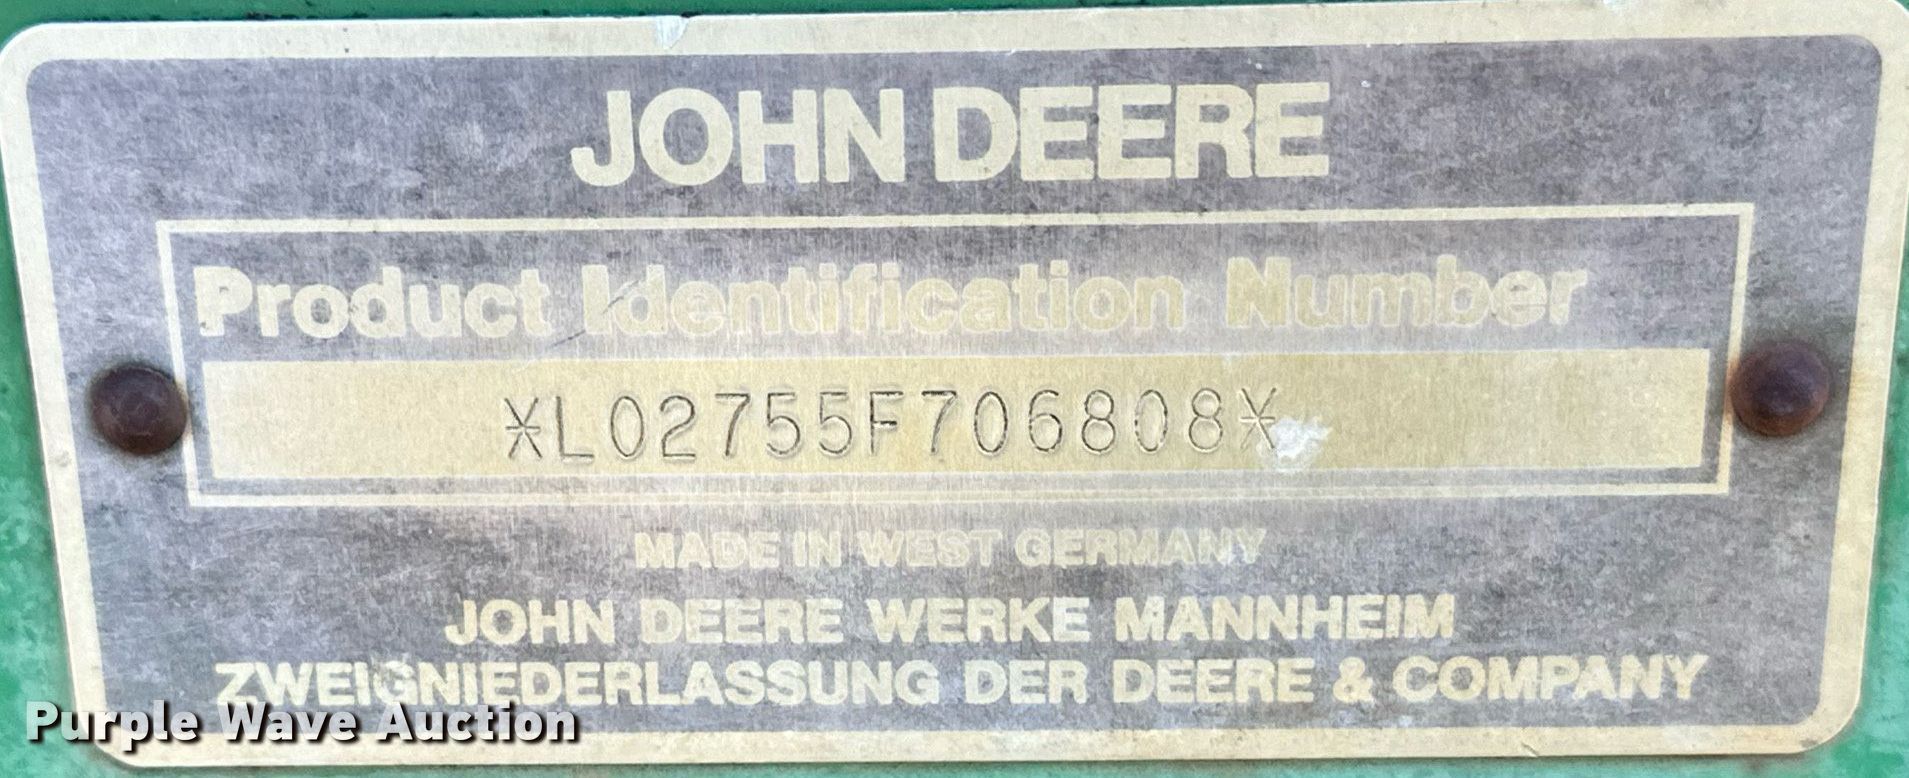 JOHN DEERE
Product Identification Number
*L02755F706808*
MADE IN WEST GERMANY
JOHN DEERE WERKE MANNHEIM
ZWEIGNIEDERLASSUNG DER DEERE & COMPANY
Purple Wave Auction